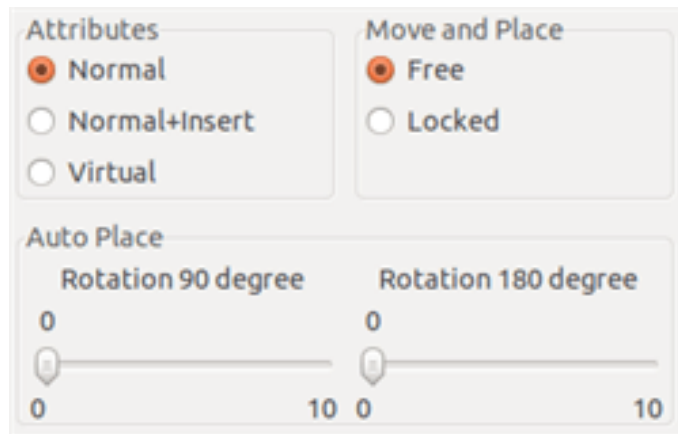 Attributes
Normal
Normal+Insert
Virtual
Move and Place
Free
Locked
Auto Place
Rotation 90 degree
0
0 10
Rotation 180 degree
0
0 10